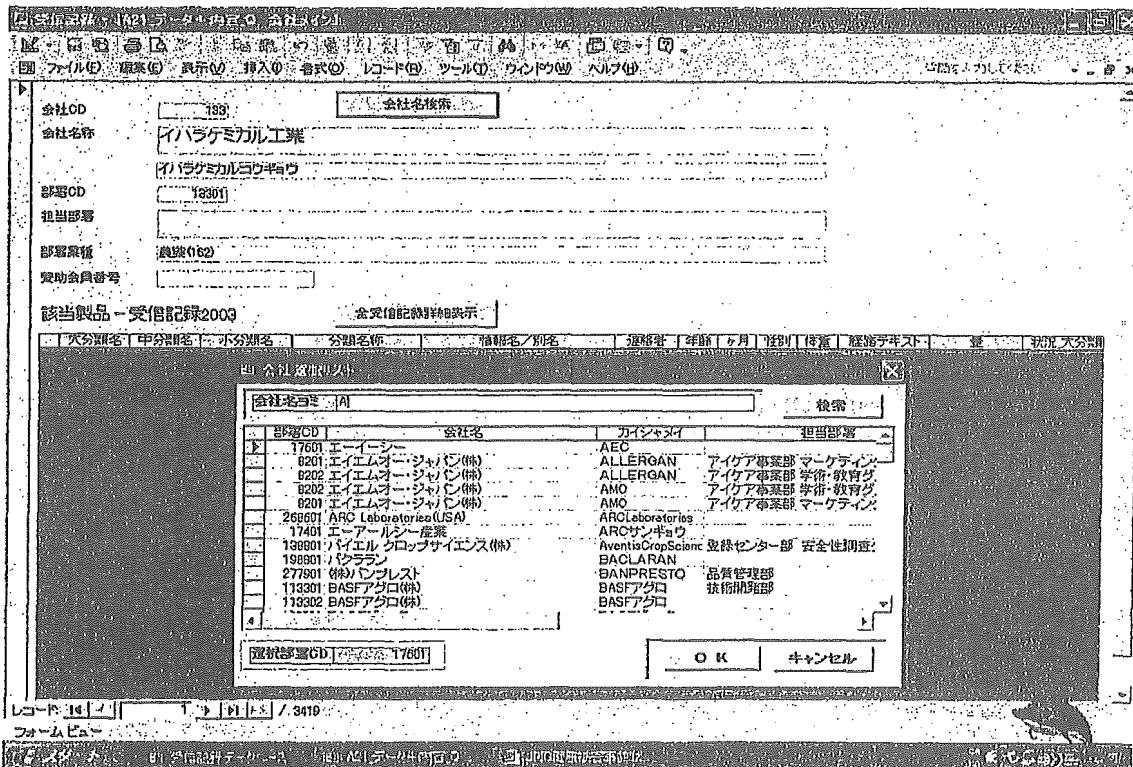 ファイル(F) 編集(E) 表示(V) 挿入(I) 書式(O) レコード(R) ツール(T) ウィンドウ(W) ヘルプ(H)
会社CD 183 会社名検索
会社名称 イハラケミカル工業
イハラケミカルコウギョウ
部署CD 18301
担当部署
部署業種 農業(162)
賛助会員番号
該当製品-受信記録2003 全受信記録詳細表示
大分類名 中分類名 小分類名 分類名称 情報名/別名 連絡者 年齢 ヶ月 性別 体重 経路テキスト 量 状況_大分類
会社選択リスト
会社名ヨミ A 検索
部署CD 会社名 カイシャメイ 担当部署
17601 エーイーシー AEC
8201 エイエムオー・ジャパン(株) ALLERGAN アイケア事業部 マーケティン
8202 エイエムオー・ジャパン(株) ALLERGAN アイケア事業部 学術・教育グ
8202 エイエムオー・ジャパン(株) AMO アイケア事業部 学術・教育グ
8201 エイエムオー・ジャパン(株) AMO アイケア事業部 マーケティン
268601 ARC Laboratories(USA) ARCLaboratories
17401 エーアールシー産業 ARCサンギョウ
139901 バイエル クロップサイエンス(株) AventisCropScienc 登録センター部 安全性調査
198901 バクララン BACLARAN
277901 (株)バンプレスト BANPRESTO 品質管理部
113301 BASFアグロ(株) BASFアグロ 技術開発部
113302 BASFアグロ(株) BASFアグロ
選択部署CD 17601 OK キャンセル
レコード: 1 / 3419
フォーム ビュー